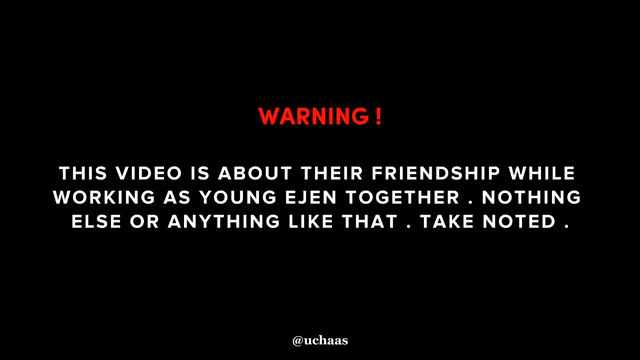 WARNING !
THIS VIDEO IS ABOUT THEIR FRIENDSHIP WHILE
WORKING AS YOUNG EJEN TOGETHER . NOTHING
ELSE OR ANYTHING LIKE THAT . TAKE NOTED .
@uchaas